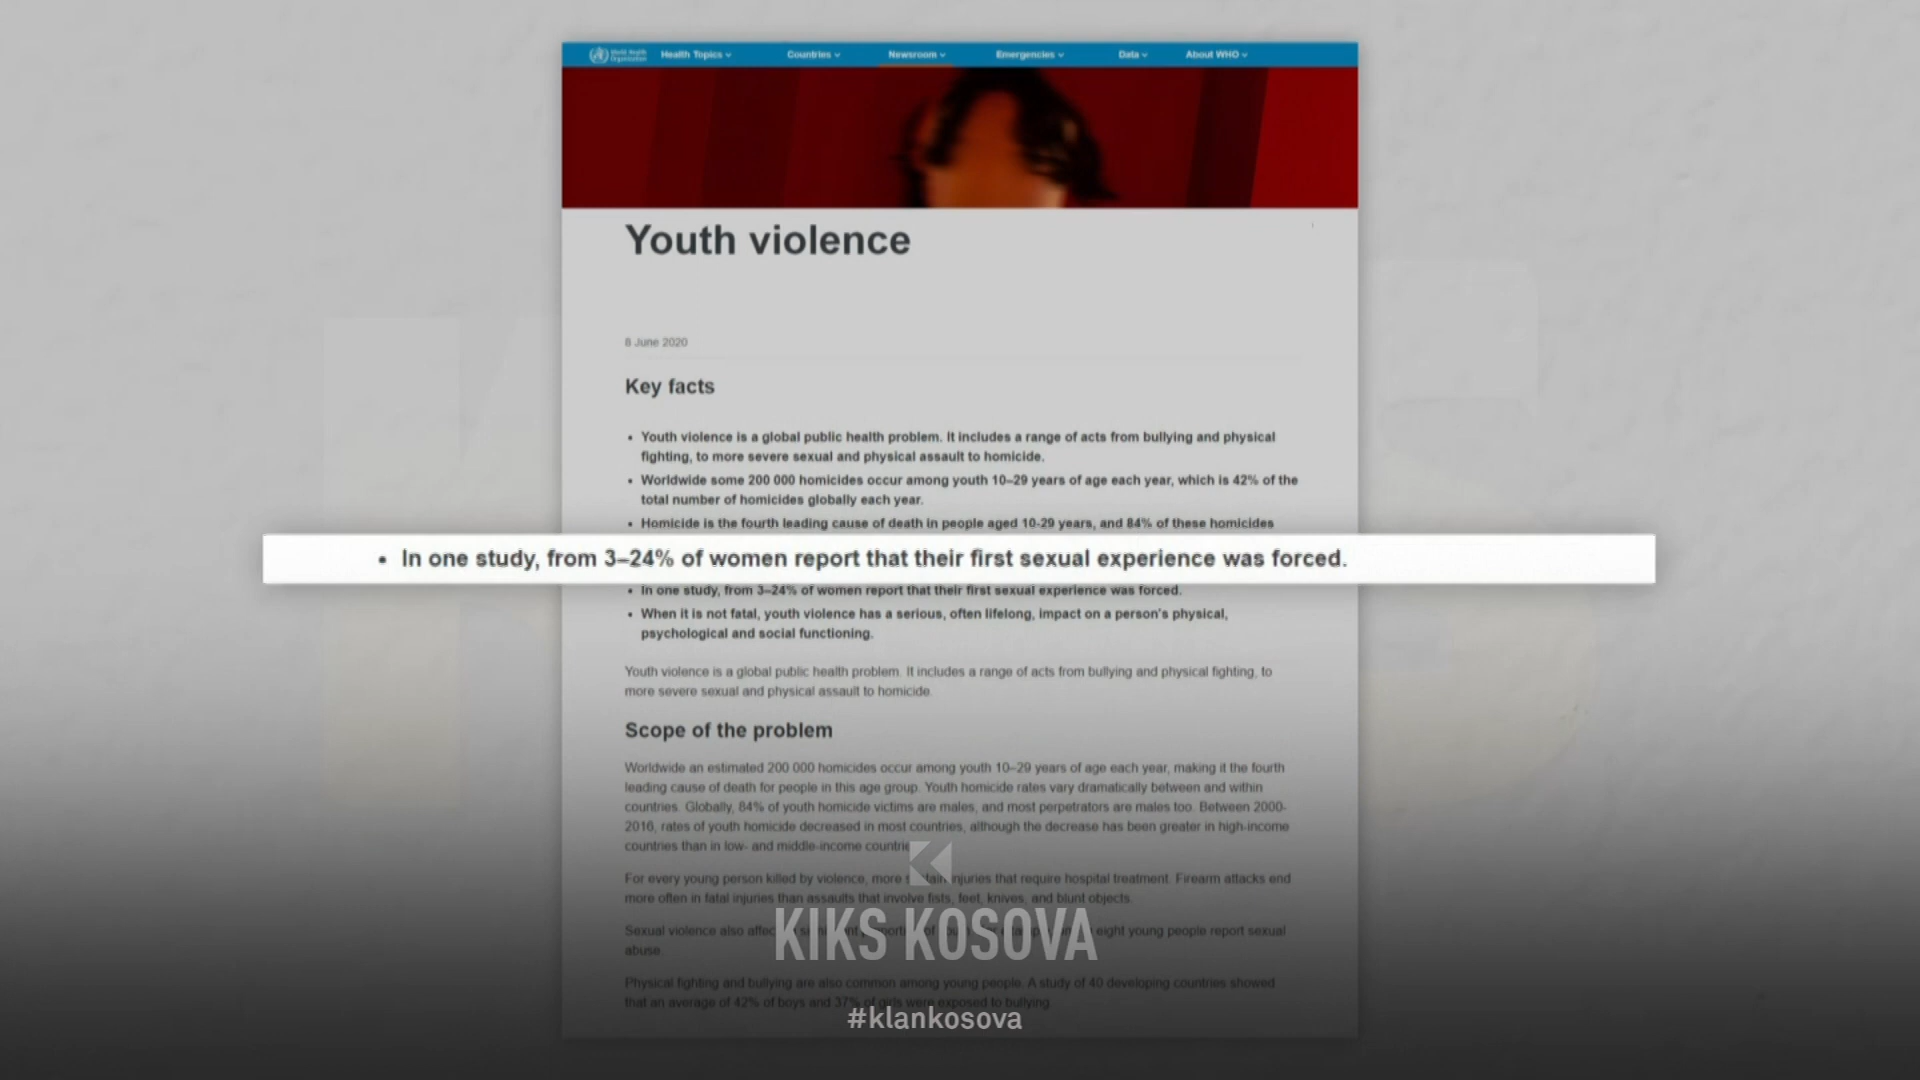 World Health
Organization
Health Topics
Countries
Newsroom
Emergencies
Data
About WHO
Youth violence
8 June 2020
Key facts
• Youth violence is a global public health problem. It includes a range of acts from bullying and physical
fighting, to more severe sexual and physical assault to homicide.
• Worldwide some 200 000 homicides occur among youth 10–29 years of age each year, which is 42% of the
total number of homicides globally each year.
• Homicide is the fourth leading cause of death in people aged 10-29 years, and 84% of these homicides
• In one study, from 3–24% of women report that their first sexual experience was forced.
• In one study, from 3–24% of women report that their first sexual experience was forced.
• When it is not fatal, youth violence has a serious, often lifelong, impact on a person's physical,
psychological and social functioning.
Youth violence is a global public health problem. It includes a range of acts from bullying and physical fighting, to
more severe sexual and physical assault to homicide.
Scope of the problem
Worldwide an estimated 200 000 homicides occur among youth 10–29 years of age each year, making it the fourth
leading cause of death for people in this age group. Youth homicide rates vary dramatically between and within
countries. Globally, 84% of youth homicide victims are males, and most perpetrators are males too. Between 2000-
2016, rates of youth homicide decreased in most countries, although the decrease has been greater in high-income
countries than in low- and middle-income
For every young person killed by violence, more injuries that require hospital treatment. Firearm attacks end
more often in fatal injuries than assaults that involve fists, feet, knives, and blunt objects.
Sexual violence also eight young people report sexual
abuse.
KIKS KOSOVA
Physical fighting and bullying are also common among young people. A study of 40 developing countries showed
that an average of 42% of boys and 37% of girls were exposed to bullying.
#klankosova